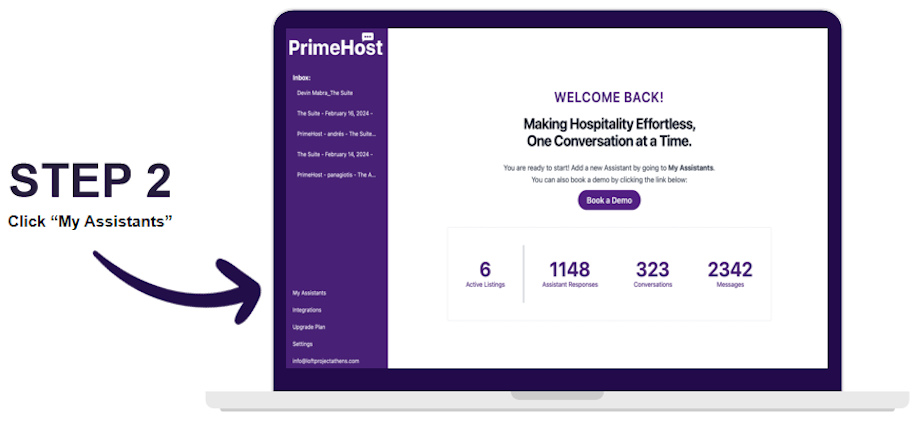 STEP 2
Click “My Assistants”
PrimeHost
Inbox:
Devin Mabra_The Suite
The Suite - February 16, 2024 -
PrimeHost - andrés - The Suite...
The Suite - February 14, 2024 -
PrimeHost - panagiotis - The A...
My Assistants
Integrations
Upgrade Plan
Settings
info@loftprojectathens.com
WELCOME BACK!
Making Hospitality Effortless,
One Conversation at a Time.
You are ready to start! Add a new Assistant by going to My Assistants.
You can also book a demo by clicking the link below:
Book a Demo
6
Active Listings
1148
Assistant Responses
323
Conversations
2342
Messages